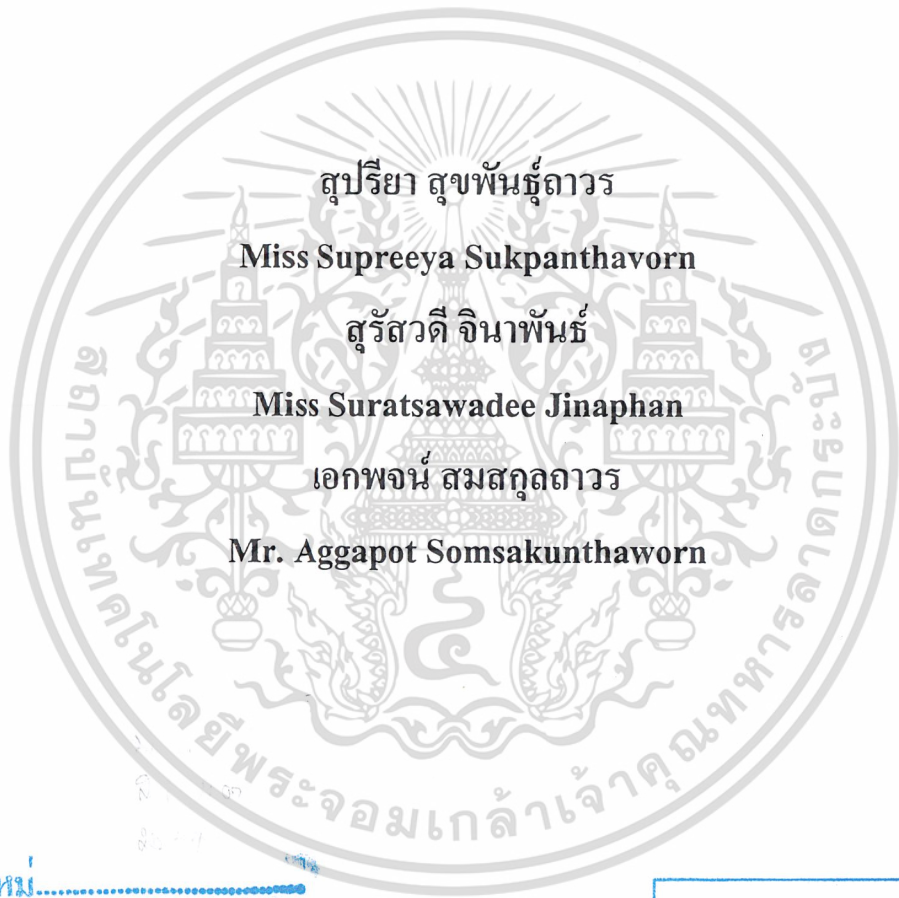 สุปรียา สุขพันธุ์ถาวร
Miss Supreeya Sukpanthavorn
สุรัสวดี จินาพันธ์
Miss Suratsawadee Jinaphan
เอกพจน์ สมสกุลถาวร
Mr. Aggapot Somsakunthaworn
สถาบันเทคโนโลยีพระจอมเกล้าเจ้าคุณทหารลาดกระบัง